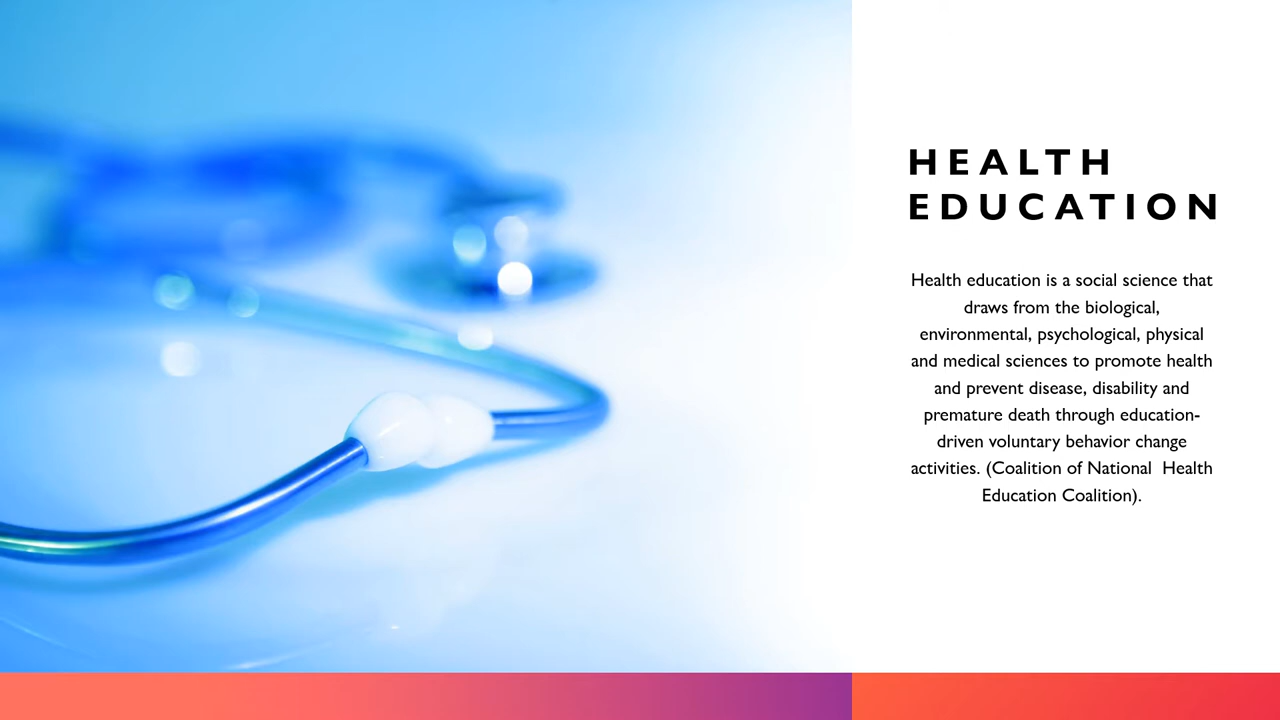 HEALTH
EDUCATION
Health education is a social science that
draws from the biological,
environmental, psychological, physical
and medical sciences to promote health
and prevent disease, disability and
premature death through education-
driven voluntary behavior change
activities. (Coalition of National  Health
Education Coalition).